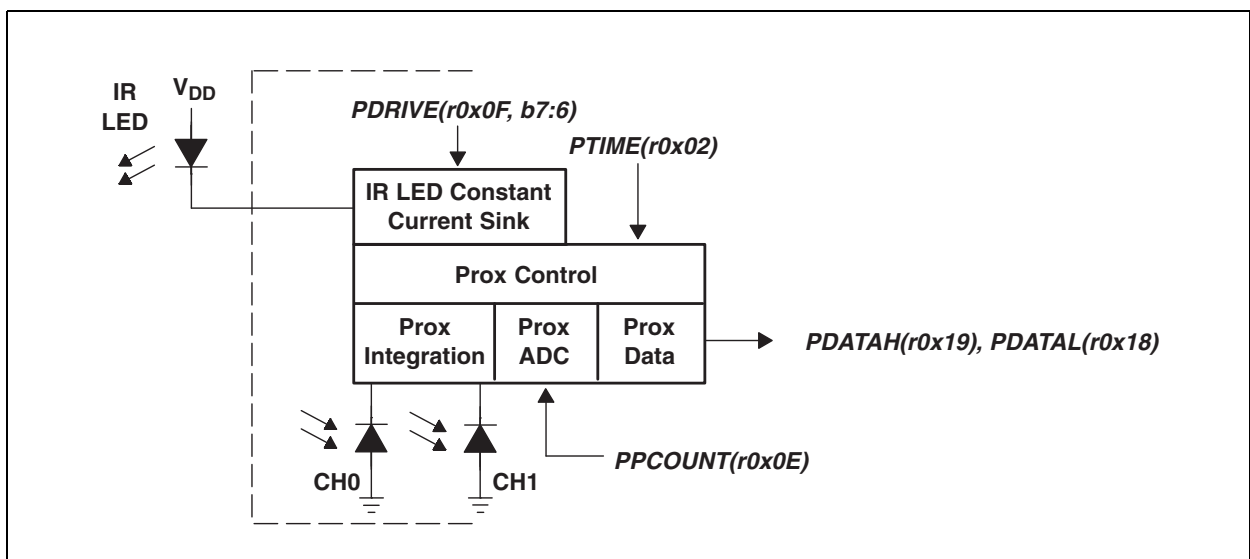 IR
LED
VDD
PDRIVE(r0x0F, b7:6)
PTIME(r0x02)
IR LED Constant
Current Sink
Prox Control
Prox
Integration
Prox
ADC
Prox
Data
PDATAH(r0x19), PDATAL(r0x18)
CH0
CH1
PPCOUNT(r0x0E)